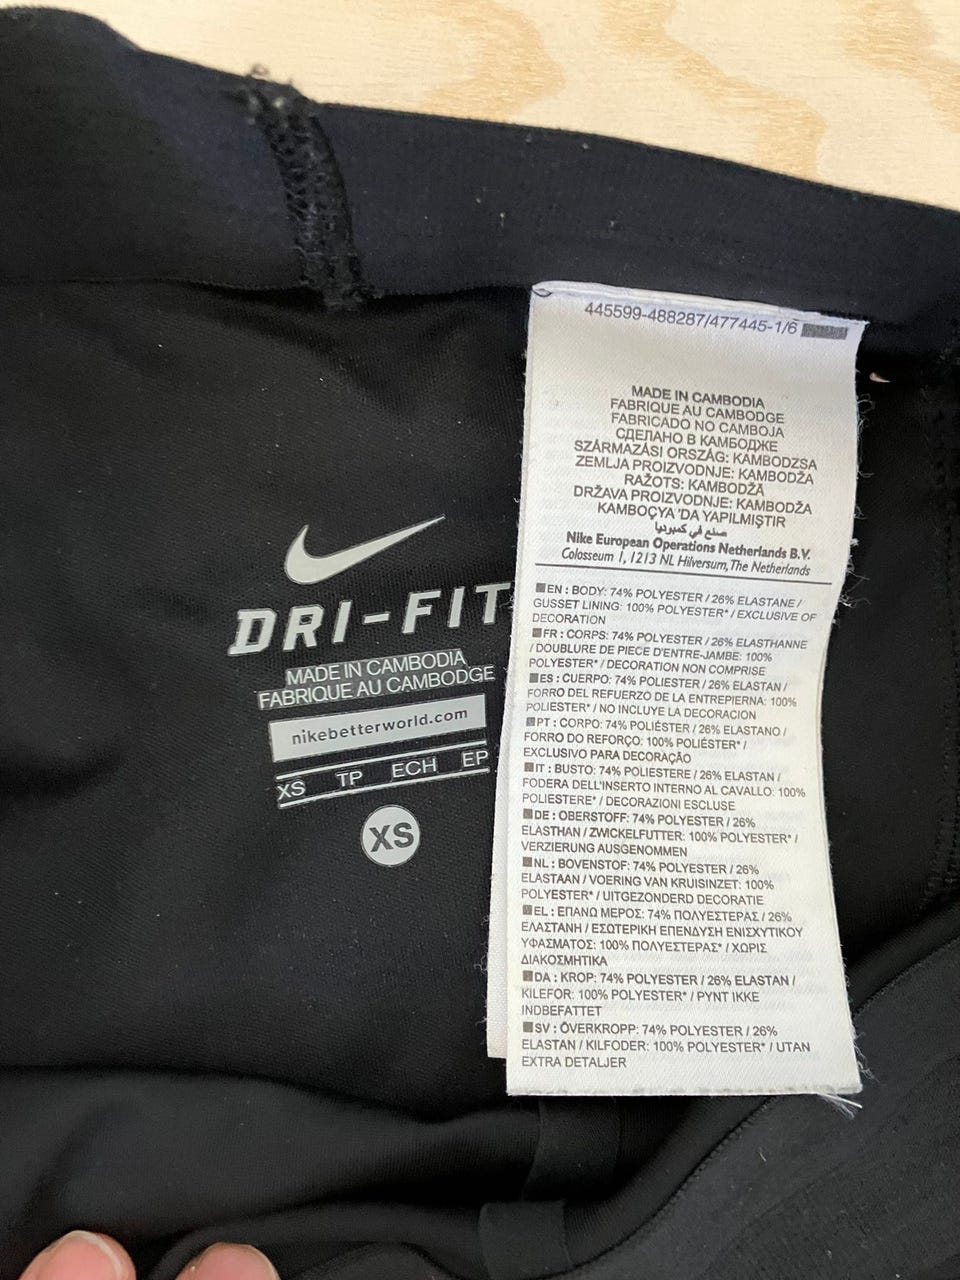 DRI-FIT
MADE IN CAMBODIA
FABRIQUE AU CAMBODGE
nikebetterworld.com
XS TP ECH EP
XS
445599-488287/477445-1/6
MADE IN CAMBODIA
FABRIQUE AU CAMBODGE
FABRICADO NO CAMBOJA
СДЕЛАНО В КАМБОДЖЕ
SZÁRMAZÁSI ORSZÁG: KAMBODZSA
ZEMLJA PROIZVODNJE: KAMBODŽA
RAŽOTS: KAMBODŽĀ
DRŽAVA PROIZVODNJE: KAMBODŽA
KAMBOÇYA 'DA YAPILMIŞTIR
صنع في كمبوديا
Nike European Operations Netherlands B.V.
Colosseum 1, 1213 NL Hilversum, The Netherlands
EN : BODY: 74% POLYESTER / 26% ELASTANE /
GUSSET LINING: 100% POLYESTER* / EXCLUSIVE OF
DECORATION
FR : CORPS: 74% POLYESTER / 26% ELASTHANNE
/ DOUBLURE DE PIECE D'ENTRE-JAMBE: 100%
POLYESTER* / DECORATION NON COMPRISE
ES : CUERPO: 74% POLIESTER / 26% ELASTAN /
FORRO DEL REFUERZO DE LA ENTREPIERNA: 100%
POLIESTER* / NO INCLUYE LA DECORACION
PT : CORPO: 74% POLIÉSTER / 26% ELASTANO /
FORRO DO REFORÇO: 100% POLIÉSTER* /
EXCLUSIVO PARA DECORAÇÃO
IT : BUSTO: 74% POLIESTERE / 26% ELASTAN /
FODERA DELL'INSERTO INTERNO AL CAVALLO: 100%
POLIESTERE* / DECORAZIONI ESCLUSE
DE : OBERSTOFF: 74% POLYESTER / 26%
ELASTHAN / ZWICKELFUTTER: 100% POLYESTER* /
VERZIERUNG AUSGENOMMEN
NL : BOVENSTOF: 74% POLYESTER / 26%
ELASTAAN / VOERING VAN KRUISINZET: 100%
POLYESTER* / UITGEZONDERD DECORATIE
EL : ΕΠΑΝΩ ΜΕΡΟΣ: 74% ΠΟΛΥΕΣΤΕΡΑΣ / 26%
ΕΛΑΣΤΑΝΗ / ΕΣΩΤΕΡΙΚΗ ΕΠΕΝΔΥΣΗ ΕΝΙΣΧΥΤΙΚΟΥ
ΥΦΑΣΜΑΤΟΣ: 100% ΠΟΛΥΕΣΤΕΡΑΣ* / ΧΩΡΙΣ
ΔΙΑΚΟΣΜΗΤΙΚΑ
DA : KROP: 74% POLYESTER / 26% ELASTAN /
KILEFOR: 100% POLYESTER* / PYNT IKKE
INDBEFATTET
SV : ÖVERKROPP: 74% POLYESTER / 26%
ELASTAN / KILFODER: 100% POLYESTER* / UTAN
EXTRA DETALJER